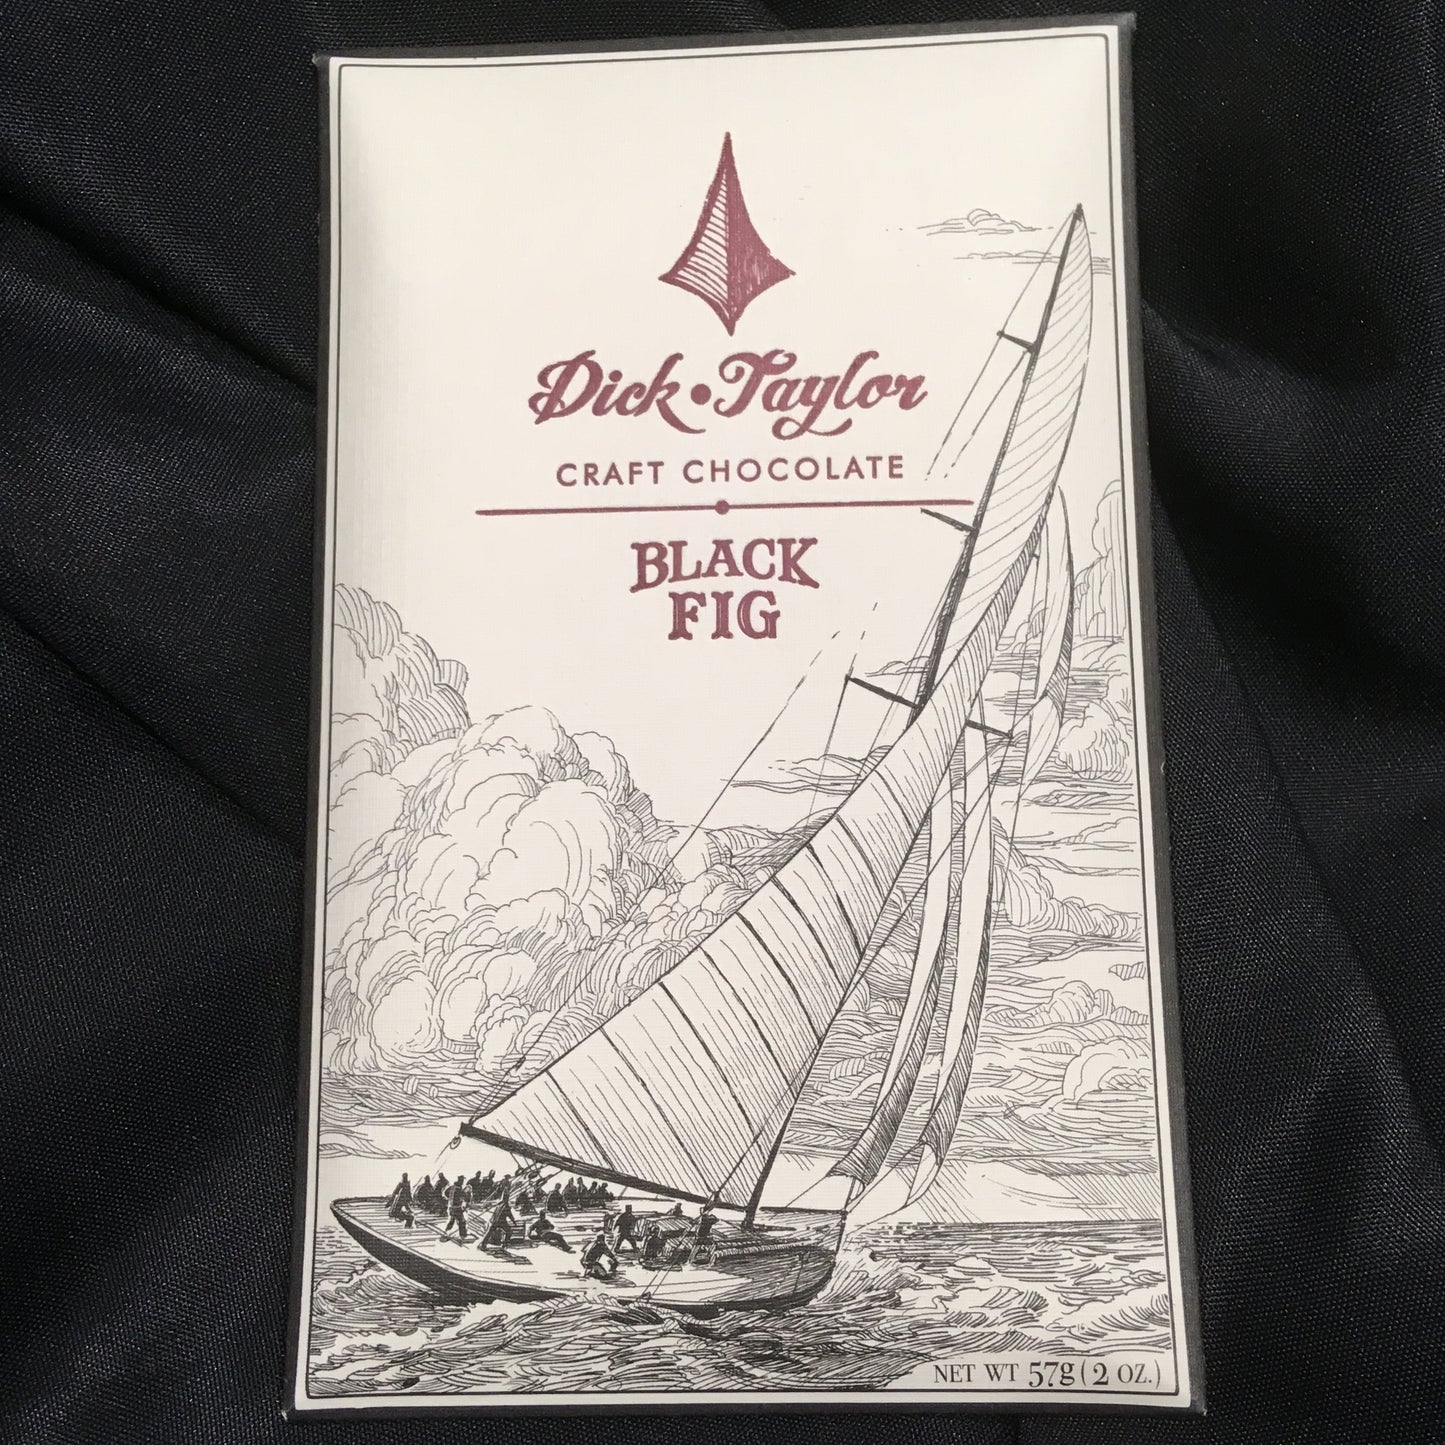 Dick • Taylor
CRAFT CHOCOLATE
BLACK
FIG
NET WT 57g (2 OZ.)